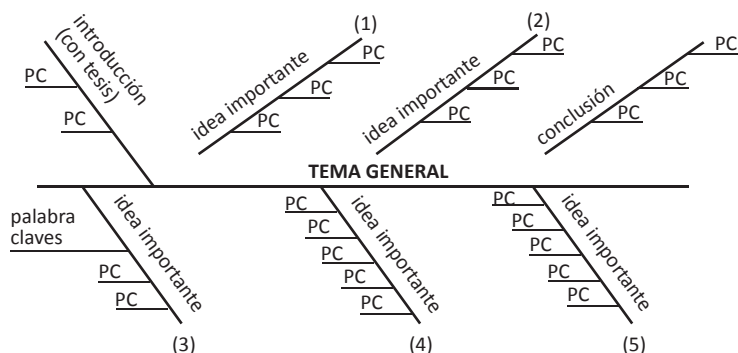 introducción
(con tesis)
PC
PC
(1)
idea importante
PC
PC
PC
(2)
idea importante
PC
PC
PC
conclusión
PC
PC
PC
TEMA GENERAL
palabra
claves
idea importante
PC
PC
(3)
idea importante
PC
PC
PC
PC
PC
(4)
idea importante
PC
PC
PC
PC
PC
(5)